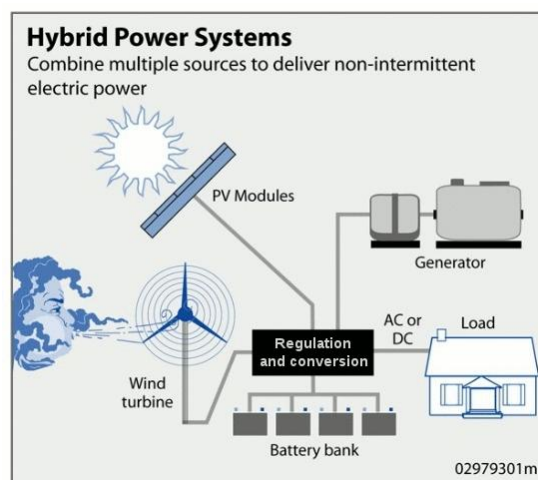 Hybrid Power Systems
Combine multiple sources to deliver non-intermittent
electric power
PV Modules
Generator
AC or
DC
Load
Regulation
and conversion
Wind
turbine
Battery bank
02979301m